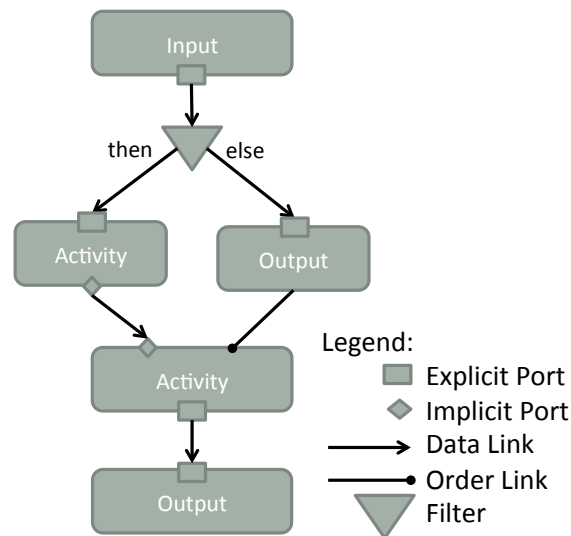 Input
then
else
Activity
Output
Activity
Output
Legend:
Explicit Port
Implicit Port
Data Link
Order Link
Filter